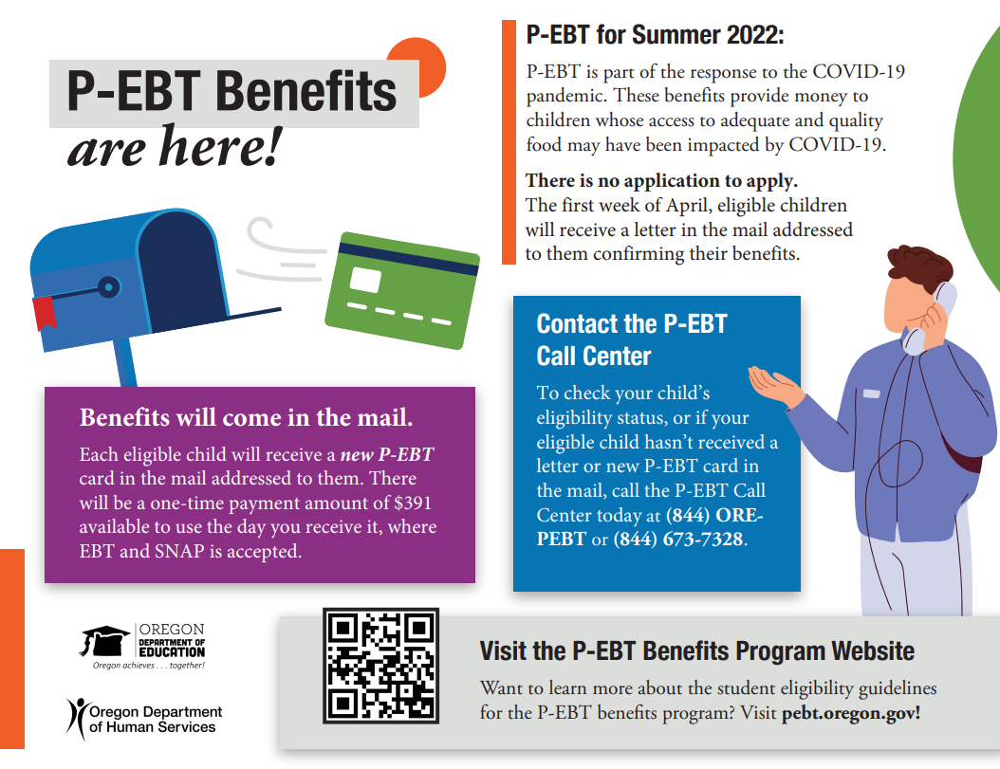 P-EBT Benefits
are here!
P-EBT for Summer 2022:
P-EBT is part of the response to the COVID-19
pandemic. These benefits provide money to
children whose access to adequate and quality
food may have been impacted by COVID-19.
There is no application to apply.
The first week of April, eligible children
will receive a letter in the mail addressed
to them confirming their benefits.
Benefits will come in the mail.
Each eligible child will receive a new P-EBT
card in the mail addressed to them. There
will be a one-time payment amount of $391
available to use the day you receive it, where
EBT and SNAP is accepted.
Contact the P-EBT
Call Center
To check your child's
eligibility status, or if your
eligible child hasn't received a
letter or new P-EBT card in
the mail, call the P-EBT Call
Center today at (844) ORE-
PEBT or (844) 673-7328.
OREGON
DEPARTMENT OF
EDUCATION
Oregon achieves . . . together!
Oregon Department
of Human Services
Visit the P-EBT Benefits Program Website
Want to learn more about the student eligibility guidelines
for the P-EBT benefits program? Visit pebt.oregon.gov!